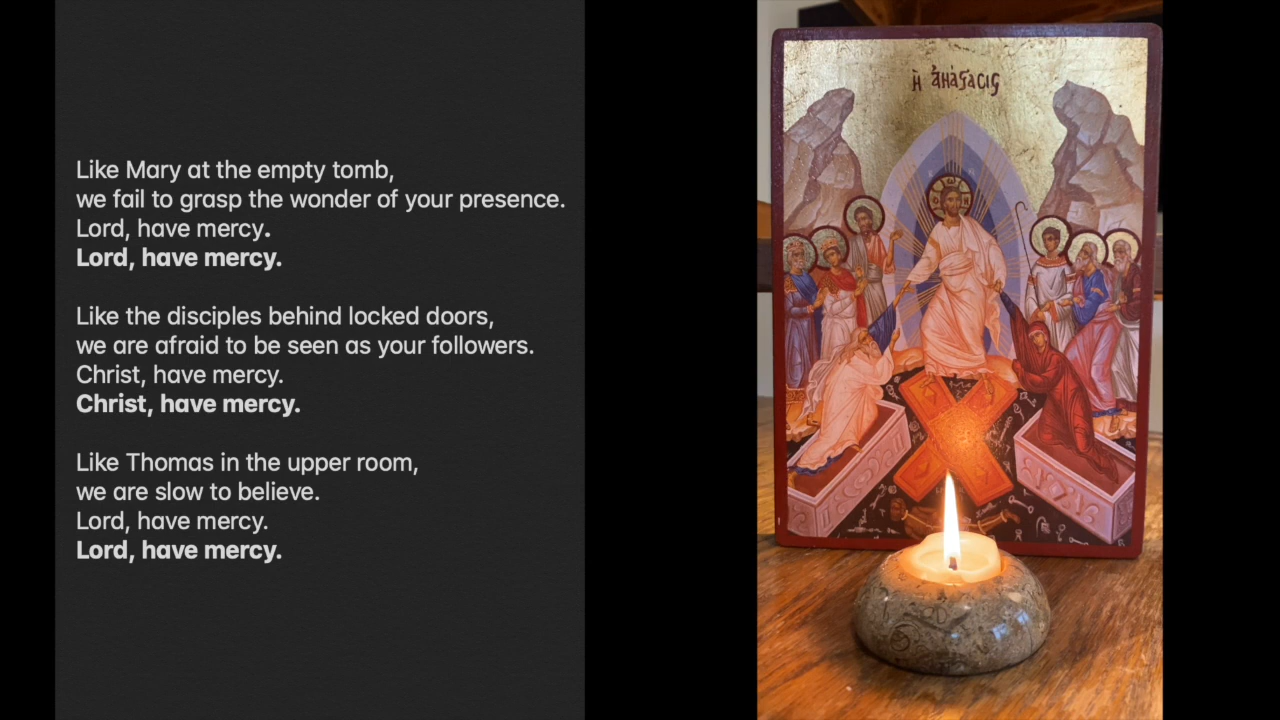 Like Mary at the empty tomb,
we fail to grasp the wonder of your presence.
Lord, have mercy.
Lord, have mercy.
Like the disciples behind locked doors,
we are afraid to be seen as your followers.
Christ, have mercy.
Christ, have mercy.
Like Thomas in the upper room,
we are slow to believe.
Lord, have mercy.
Lord, have mercy.
ἡ ἀνάστασις